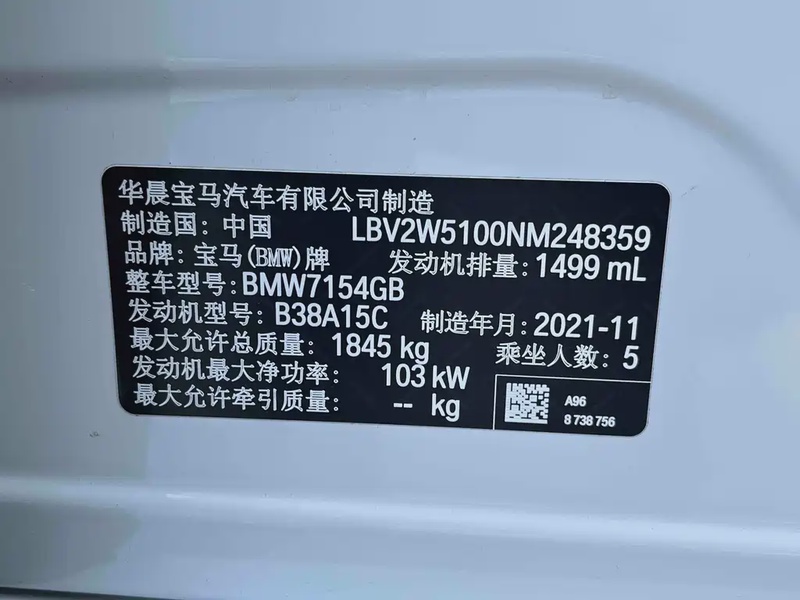 华晨宝马汽车有限公司制造
制造国: 中国 LBV2W5100NM248359
品牌: 宝马(BMW)牌 发动机排量: 1499 mL
整车型号: BMW7154GB
发动机型号: B38A15C 制造年月: 2021-11
最大允许总质量: 1845 kg 乘坐人数: 5
发动机最大净功率: 103 kW
最大允许牵引质量: -- kg
A96
8 738 756